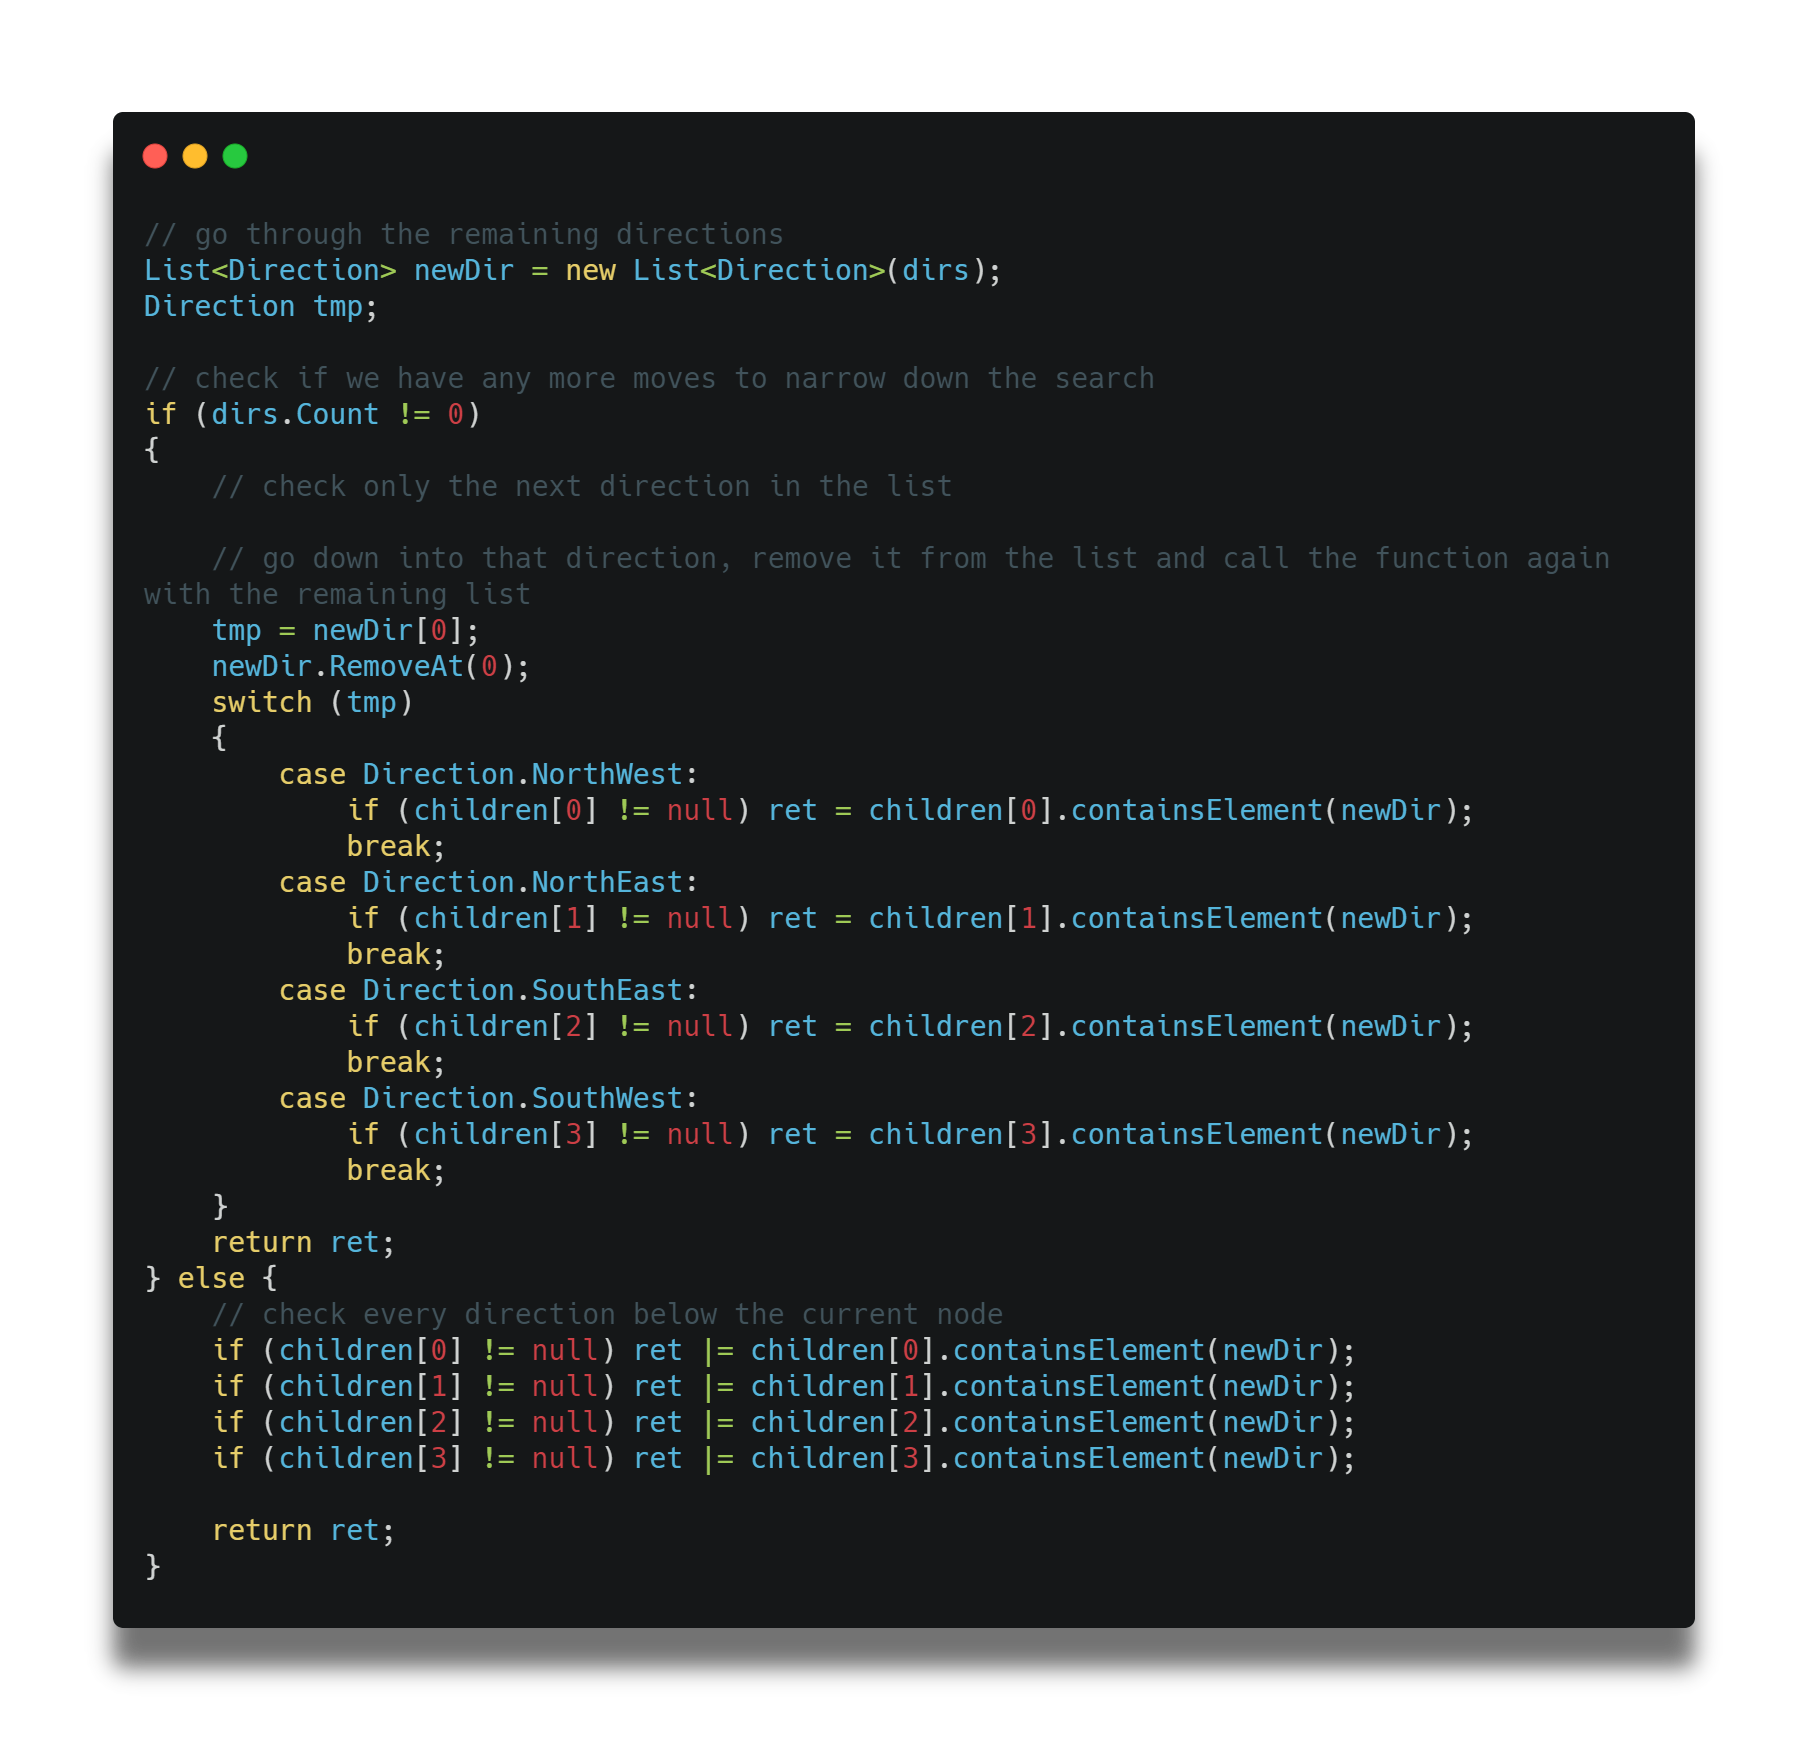 // go through the remaining directions
List<Direction> newDir = new List<Direction>(dirs);
Direction tmp;

// check if we have any more moves to narrow down the search
if (dirs.Count != 0)
{
    // check only the next direction in the list

    // go down into that direction, remove it from the list and call the function again
with the remaining list
    tmp = newDir[0];
    newDir.RemoveAt(0);
    switch (tmp)
    {
        case Direction.NorthWest:
            if (children[0] != null) ret = children[0].containsElement(newDir);
            break;
        case Direction.NorthEast:
            if (children[1] != null) ret = children[1].containsElement(newDir);
            break;
        case Direction.SouthEast:
            if (children[2] != null) ret = children[2].containsElement(newDir);
            break;
        case Direction.SouthWest:
            if (children[3] != null) ret = children[3].containsElement(newDir);
            break;
    }
    return ret;
} else {
    // check every direction below the current node
    if (children[0] != null) ret |= children[0].containsElement(newDir);
    if (children[1] != null) ret |= children[1].containsElement(newDir);
    if (children[2] != null) ret |= children[2].containsElement(newDir);
    if (children[3] != null) ret |= children[3].containsElement(newDir);

    return ret;
}